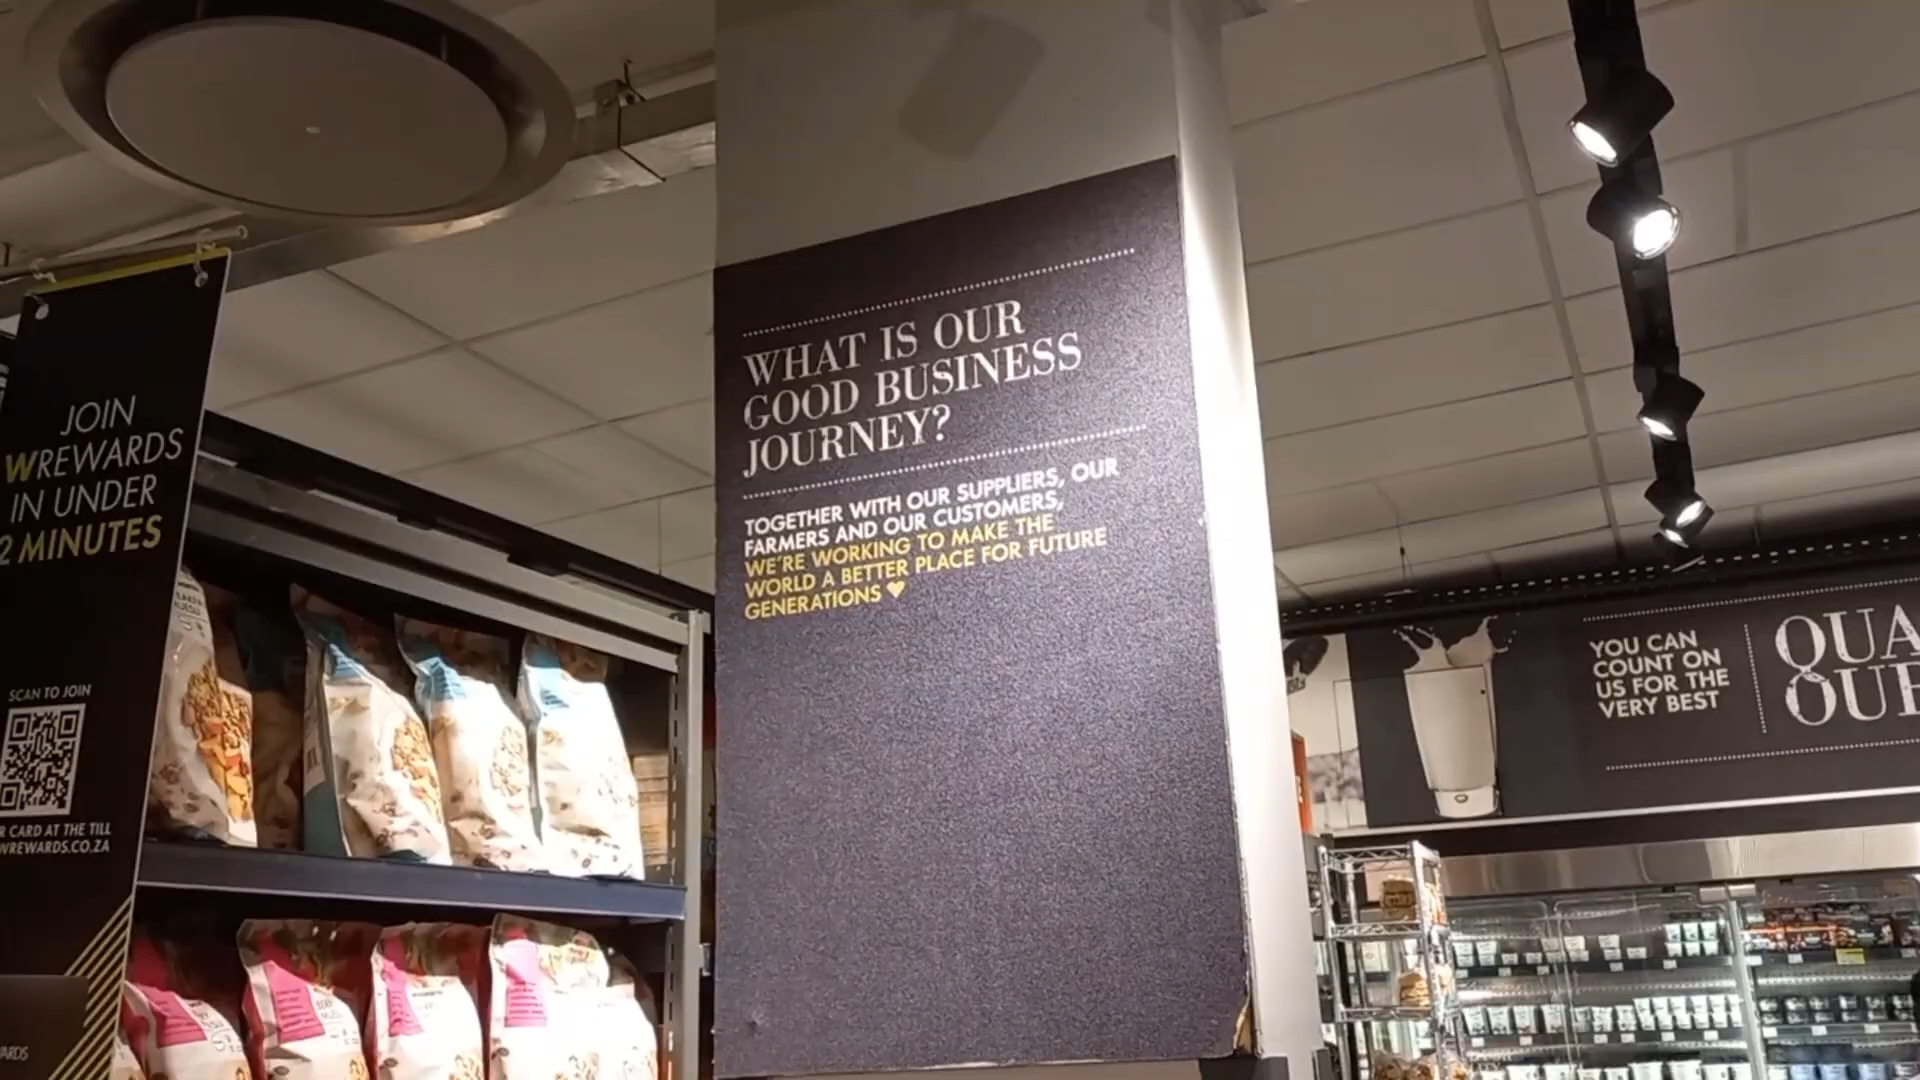 JOIN
WREWARDS
IN UNDER
2 MINUTES
SCAN TO JOIN
CARD AT THE TILL
WREWARDS.CO.ZA
WHAT IS OUR
GOOD BUSINESS
JOURNEY?
TOGETHER WITH OUR SUPPLIERS, OUR
FARMERS AND OUR CUSTOMERS,
WE'RE WORKING TO MAKE THE
WORLD A BETTER PLACE FOR FUTURE
GENERATIONS
YOU CAN
COUNT ON
US FOR THE
VERY BEST